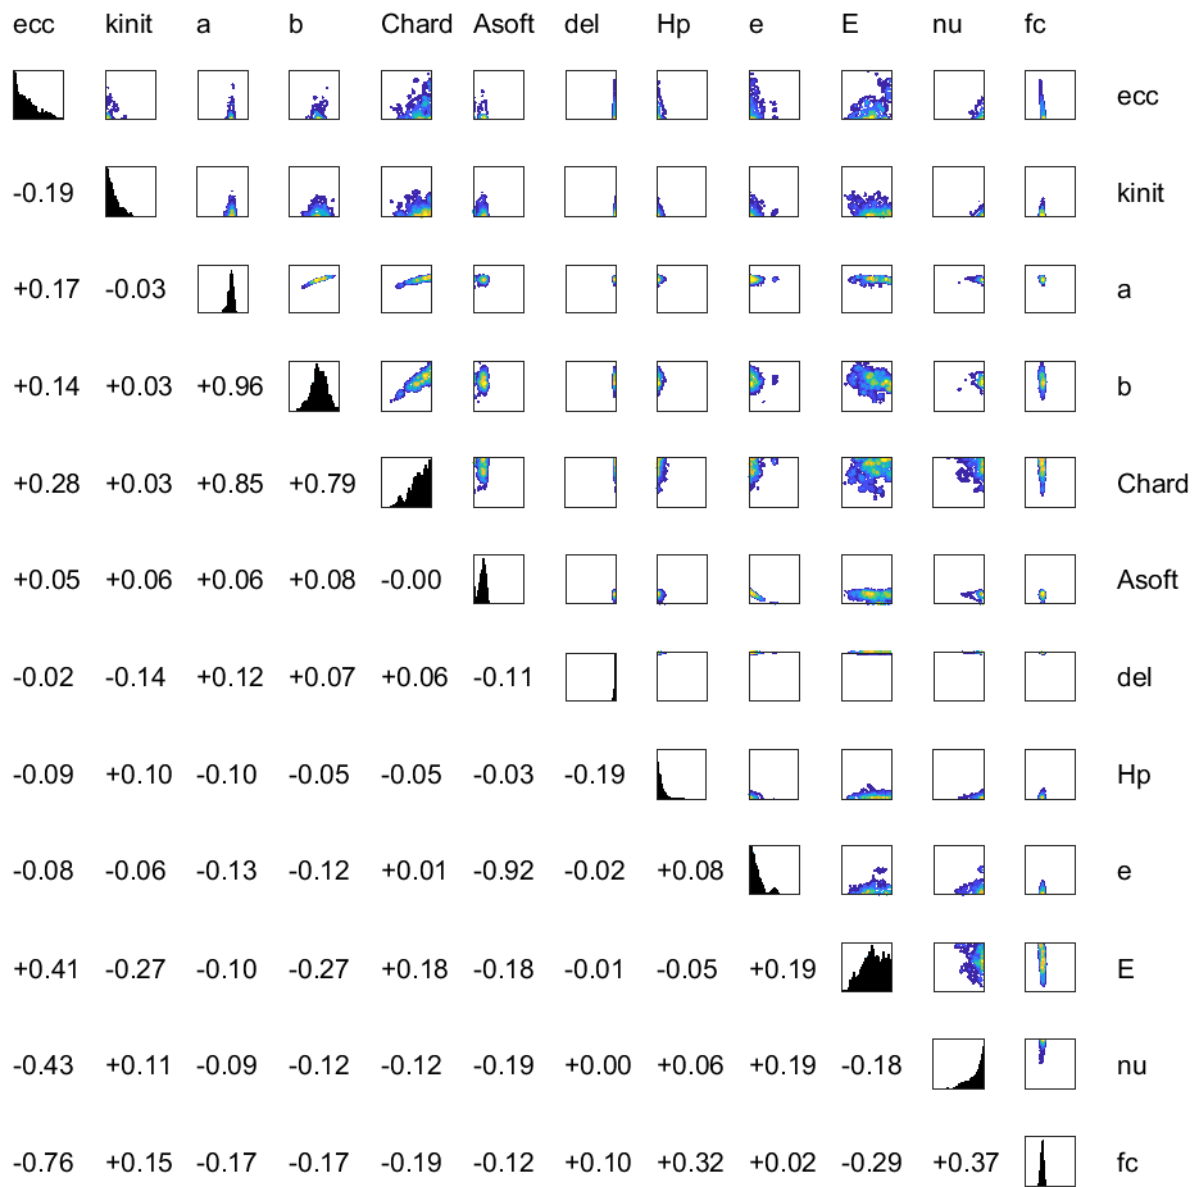 ecc kinit a b Chard Asoft del Hp e E nu fc
ecc
-0.19 kinit
+0.17 -0.03 a
+0.14 +0.03 +0.96 b
+0.28 +0.03 +0.85 +0.79 Chard
+0.05 +0.06 +0.06 +0.08 -0.00 Asoft
-0.02 -0.14 +0.12 +0.07 +0.06 -0.11 del
-0.09 +0.10 -0.10 -0.05 -0.05 -0.03 -0.19 Hp
-0.08 -0.06 -0.13 -0.12 +0.01 -0.92 -0.02 +0.08 e
+0.41 -0.27 -0.10 -0.27 +0.18 -0.18 -0.01 -0.05 +0.19 E
-0.43 +0.11 -0.09 -0.12 -0.12 -0.19 +0.00 +0.06 +0.19 -0.18 nu
-0.76 +0.15 -0.17 -0.17 -0.19 -0.12 +0.10 +0.32 +0.02 -0.29 +0.37 fc